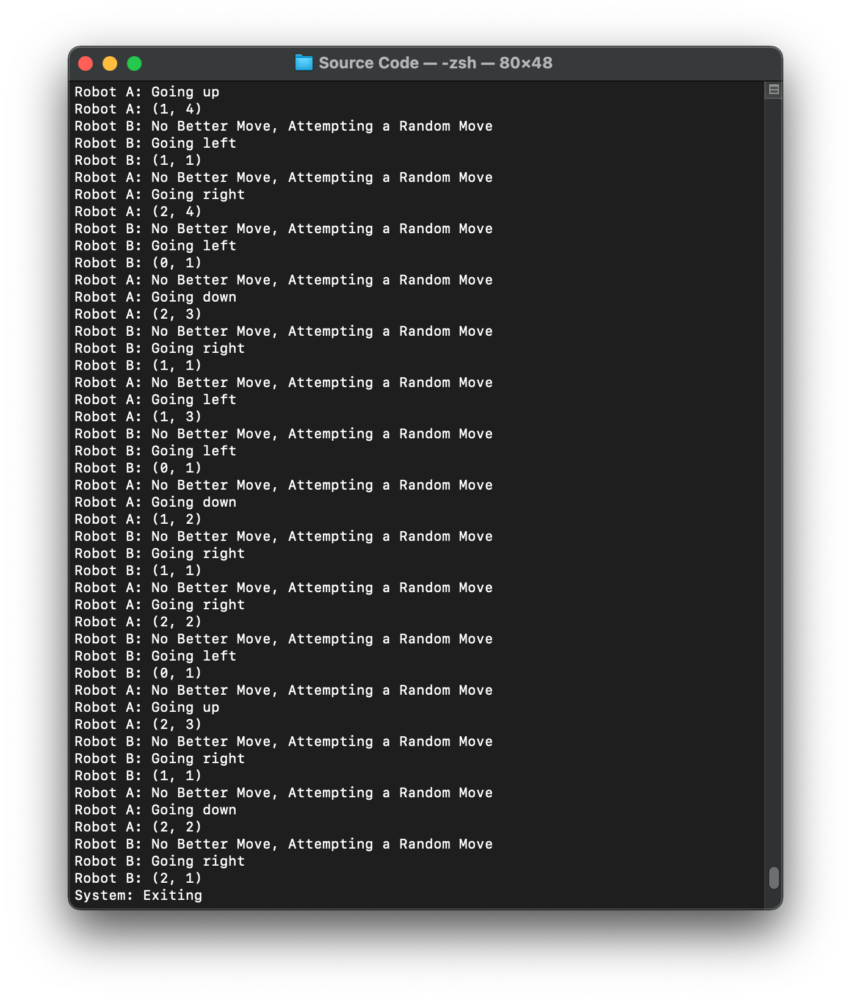 Source Code — -zsh — 80×48
Robot A: Going up
Robot A: (1, 4)
Robot B: No Better Move, Attempting a Random Move
Robot B: Going left
Robot B: (1, 1)
Robot A: No Better Move, Attempting a Random Move
Robot A: Going right
Robot A: (2, 4)
Robot B: No Better Move, Attempting a Random Move
Robot B: Going left
Robot B: (0, 1)
Robot A: No Better Move, Attempting a Random Move
Robot A: Going down
Robot A: (2, 3)
Robot B: No Better Move, Attempting a Random Move
Robot B: Going right
Robot B: (1, 1)
Robot A: No Better Move, Attempting a Random Move
Robot A: Going left
Robot A: (1, 3)
Robot B: No Better Move, Attempting a Random Move
Robot B: Going left
Robot B: (0, 1)
Robot A: No Better Move, Attempting a Random Move
Robot A: Going down
Robot A: (1, 2)
Robot B: No Better Move, Attempting a Random Move
Robot B: Going right
Robot B: (1, 1)
Robot A: No Better Move, Attempting a Random Move
Robot A: Going right
Robot A: (2, 2)
Robot B: No Better Move, Attempting a Random Move
Robot B: Going left
Robot B: (0, 1)
Robot A: No Better Move, Attempting a Random Move
Robot A: Going up
Robot A: (2, 3)
Robot B: No Better Move, Attempting a Random Move
Robot B: Going right
Robot B: (1, 1)
Robot A: No Better Move, Attempting a Random Move
Robot A: Going down
Robot A: (2, 2)
Robot B: No Better Move, Attempting a Random Move
Robot B: Going right
Robot B: (2, 1)
System: Exiting